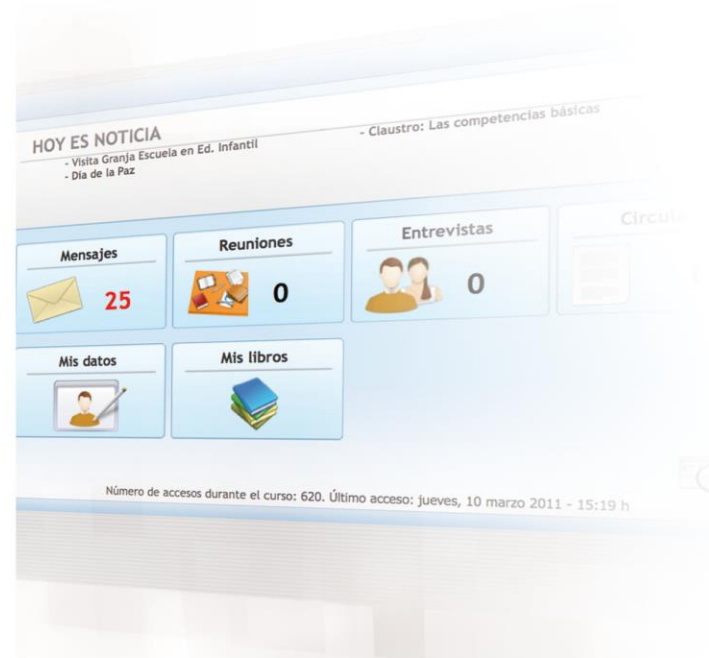 HOY ES NOTICIA
- Visita Granja Escuela en Ed. Infantil
- Día de la Paz
- Claustro: Las competencias básicas
Mensajes
25
Reuniones
0
Entrevistas
0
Mis datos
Mis libros
Número de accesos durante el curso: 620. Último acceso: jueves, 10 marzo 2011 - 15:19 h